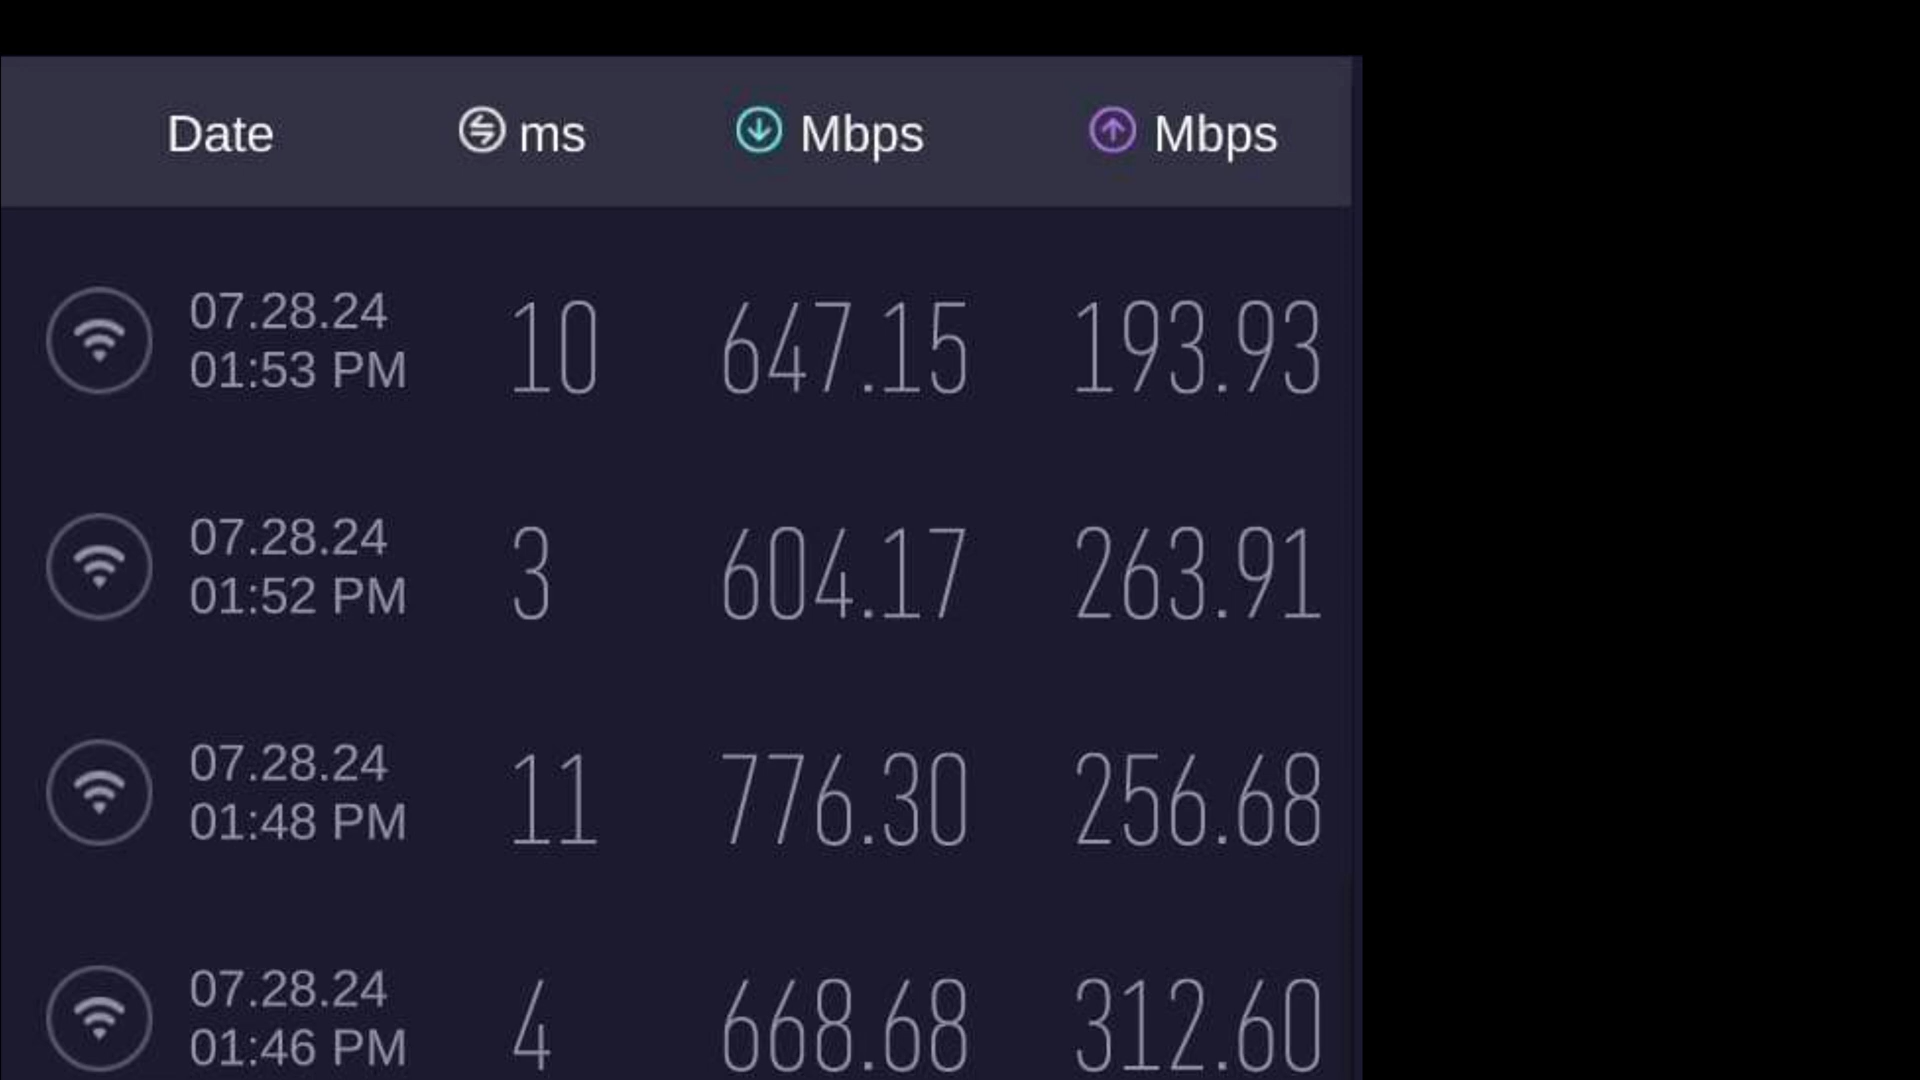 Date ms Mbps Mbps
07.28.24
01:53 PM 10 647.15 193.93
07.28.24
01:52 PM 3 604.17 263.91
07.28.24
01:48 PM 11 776.30 256.68
07.28.24
01:46 PM 4 668.68 312.60